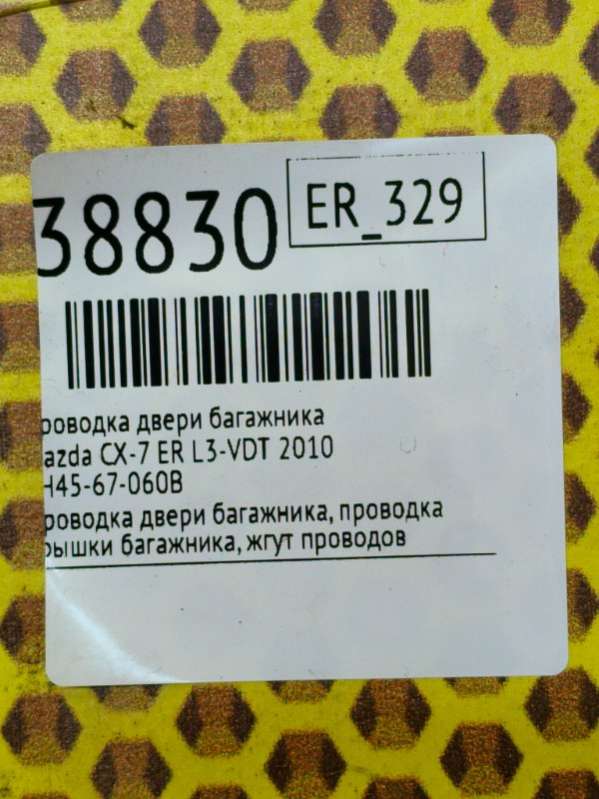 38830
ER_329
роводка двери багажника
azda CX-7 ER L3-VDT 2010
H45-67-060B
роводка двери багажника, проводка
рышки багажника, жгут проводов